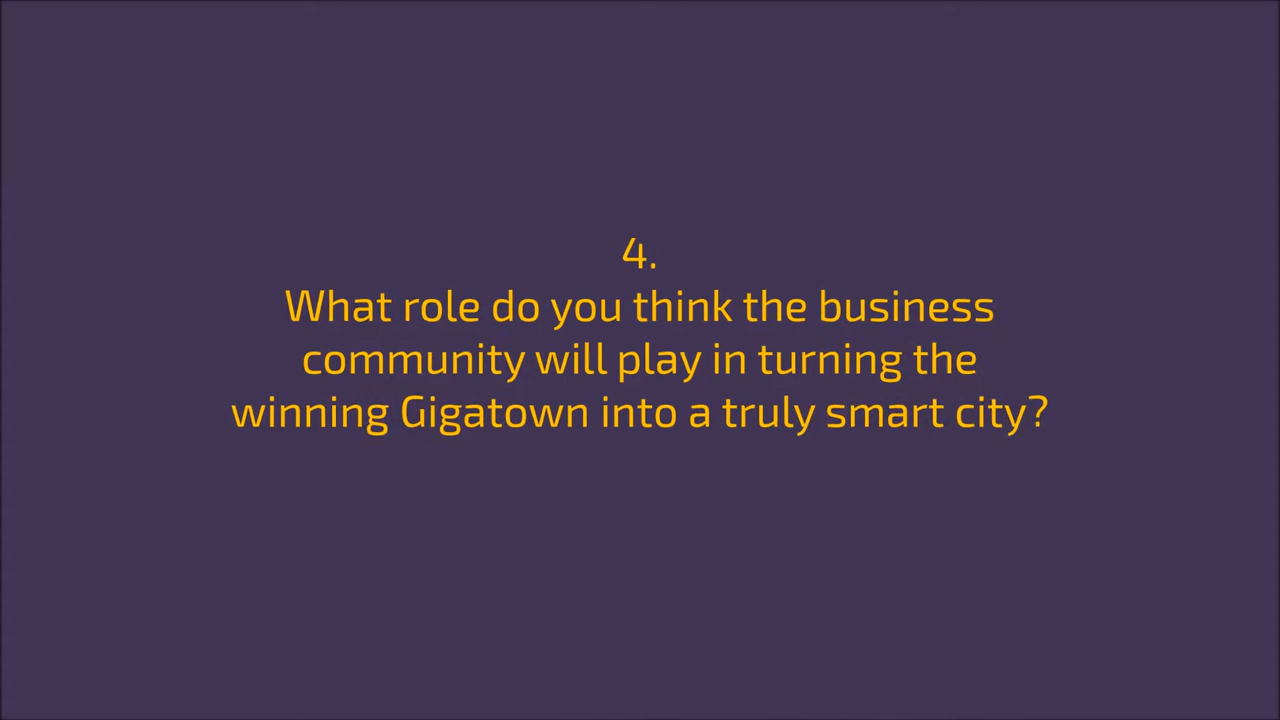 4.
What role do you think the business
community will play in turning the
winning Gigatown into a truly smart city?